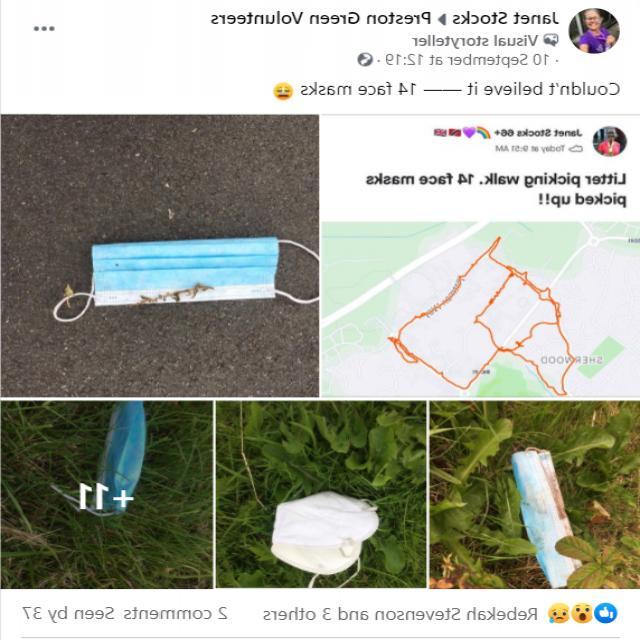 Janet Stocks ▸ Preston Green Volunteers
Visual storyteller
10 September at 12:19 ·
Couldn't believe it —— 14 face masks 😩
Janet Stocks 66+
Today at 9:51 AM
Litter picking walk. 14 face masks
picked up!!
SHERWOOD
+11
Rebekah Stevenson and 3 others
2 comments Seen by 37